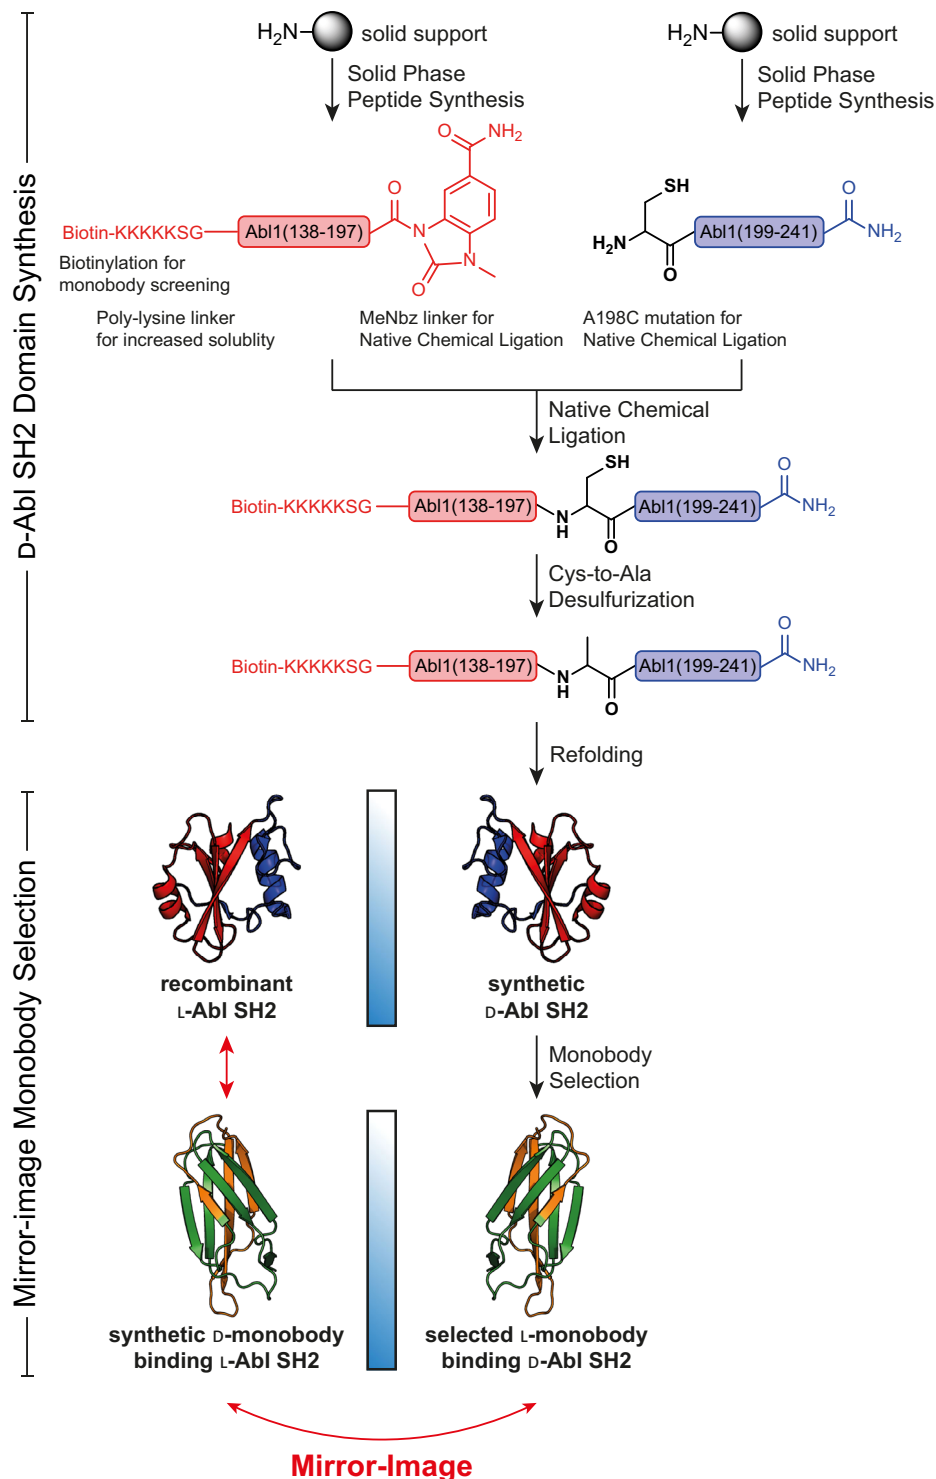 H₂N
solid support
H₂N
solid support
Solid Phase
Peptide Synthesis
Solid Phase
Peptide Synthesis
D-Abl SH2 Domain Synthesis
O
NH₂
O
N
N
O
Biotin-KKKKKSG
Abl1(138-197)
SH
H₂N
O
Abl1(199-241)
O
NH₂
Biotinylation for
monobody screening
Poly-lysine linker
for increased solublity
MeNbz linker for
Native Chemical Ligation
A198C mutation for
Native Chemical Ligation
Native Chemical
Ligation
Biotin-KKKKKSG
Abl1(138-197)
N
H
SH
O
Abl1(199-241)
O
NH₂
Cys-to-Ala
Desulfurization
Biotin-KKKKKSG
Abl1(138-197)
N
H
O
Abl1(199-241)
O
NH₂
Refolding
Mirror-image Monobody Selection
recombinant
L-Abl SH2
synthetic
D-Abl SH2
Monobody
Selection
synthetic D-monobody
binding L-Abl SH2
selected L-monobody
binding D-Abl SH2
Mirror-Image